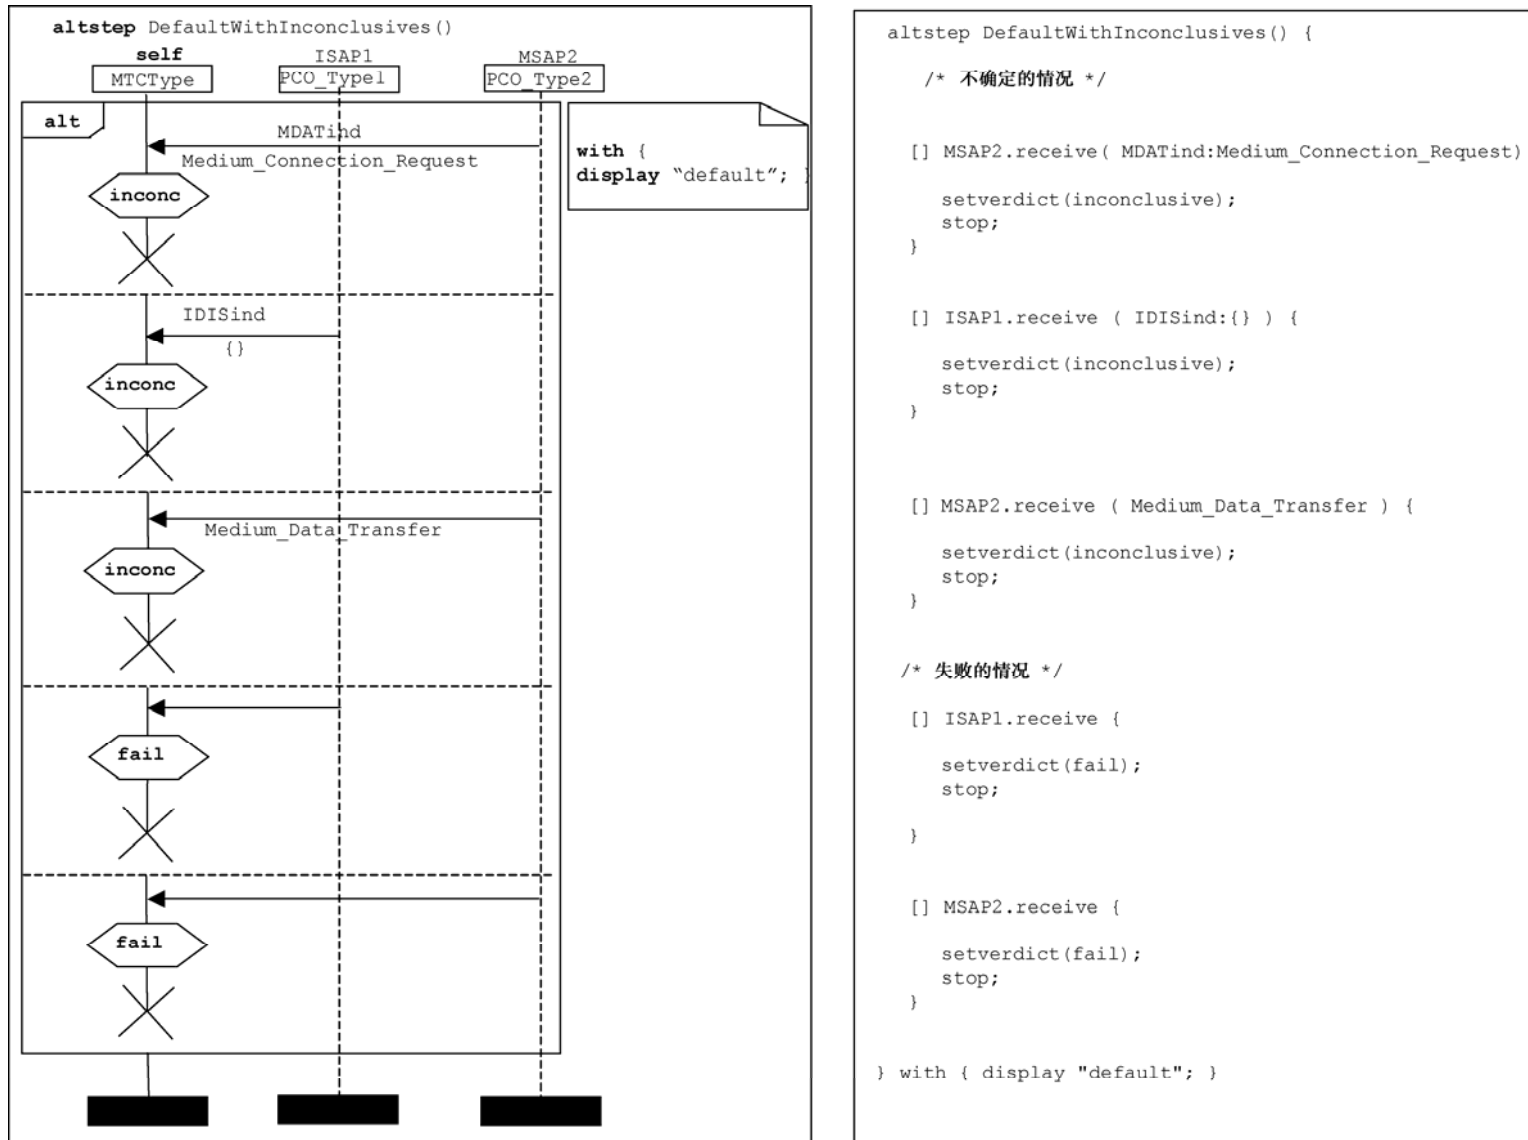 altstep DefaultWithInconclusives()
self ISAP1 MSAP2
MTCType PCO_Type1 PCO_Type2
alt
MDATind
Medium_Connection_Request
inconc
with {
display “default”; }
IDISind
{}
inconc
Medium_Data_Transfer
inconc
fail
fail
altstep DefaultWithInconclusives() {
/* 不确定的情况 */
[] MSAP2.receive( MDATind:Medium_Connection_Request)
setverdict(inconclusive);
stop;
}
[] ISAP1.receive ( IDISind:{} ) {
setverdict(inconclusive);
stop;
}
[] MSAP2.receive ( Medium_Data_Transfer ) {
setverdict(inconclusive);
stop;
}
/* 失败的情况 */
[] ISAP1.receive {
setverdict(fail);
stop;
}
[] MSAP2.receive {
setverdict(fail);
stop;
}
} with { display "default"; }